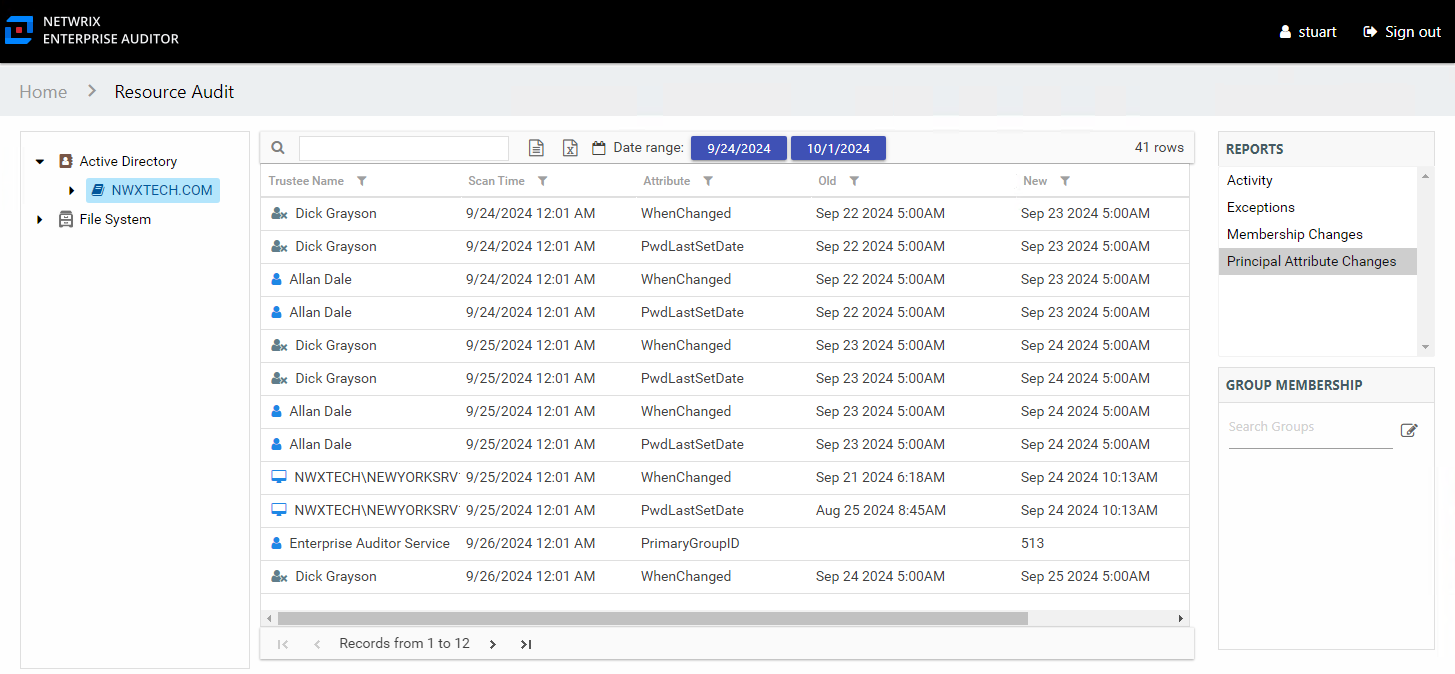 NETWRIX
ENTERPRISE AUDITOR
stuart Sign out
Home Resource Audit
Active Directory
NWXTECH.COM
File System
Date range: 9/24/2024 10/1/2024 41 rows
Trustee Name Scan Time Attribute Old New
Dick Grayson 9/24/2024 12:01 AM WhenChanged Sep 22 2024 5:00AM Sep 23 2024 5:00AM
Dick Grayson 9/24/2024 12:01 AM PwdLastSetDate Sep 22 2024 5:00AM Sep 23 2024 5:00AM
Allan Dale 9/24/2024 12:01 AM WhenChanged Sep 22 2024 5:00AM Sep 23 2024 5:00AM
Allan Dale 9/24/2024 12:01 AM PwdLastSetDate Sep 22 2024 5:00AM Sep 23 2024 5:00AM
Dick Grayson 9/25/2024 12:01 AM WhenChanged Sep 23 2024 5:00AM Sep 24 2024 5:00AM
Dick Grayson 9/25/2024 12:01 AM PwdLastSetDate Sep 23 2024 5:00AM Sep 24 2024 5:00AM
Allan Dale 9/25/2024 12:01 AM WhenChanged Sep 23 2024 5:00AM Sep 24 2024 5:00AM
Allan Dale 9/25/2024 12:01 AM PwdLastSetDate Sep 23 2024 5:00AM Sep 24 2024 5:00AM
NWXTECH\NEWYORKSRV 9/25/2024 12:01 AM WhenChanged Sep 21 2024 6:18AM Sep 24 2024 10:13AM
NWXTECH\NEWYORKSRV 9/25/2024 12:01 AM PwdLastSetDate Aug 25 2024 8:45AM Sep 24 2024 10:13AM
Enterprise Auditor Service 9/26/2024 12:01 AM PrimaryGroupID 513
Dick Grayson 9/26/2024 12:01 AM WhenChanged Sep 24 2024 5:00AM Sep 25 2024 5:00AM
Records from 1 to 12
REPORTS
Activity
Exceptions
Membership Changes
Principal Attribute Changes
GROUP MEMBERSHIP
Search Groups